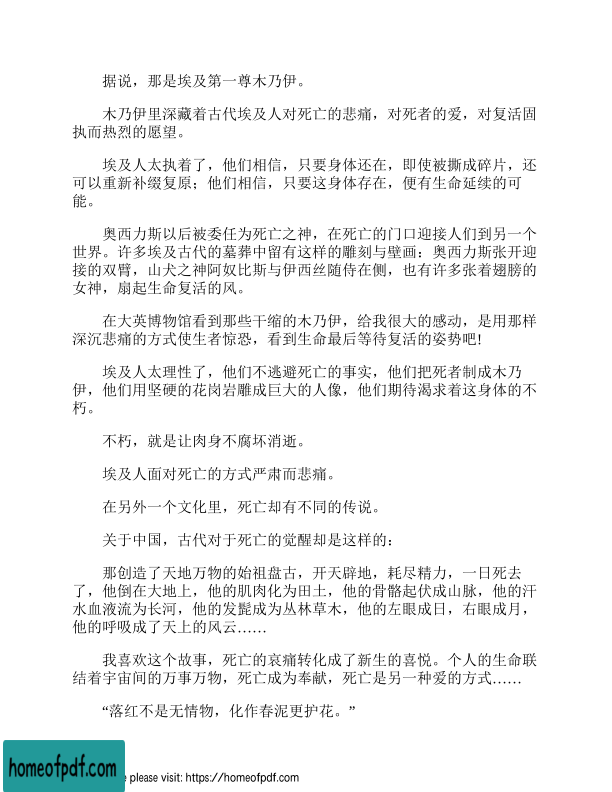 据说，那是埃及第一尊木乃伊。
木乃伊里深藏着古代埃及人对死亡的悲痛，对死者的爱，对复活固
执而热烈的愿望。
埃及人太执着了，他们相信，只要身体还在，即使被撕成碎片，还
可以重新补缀复原；他们相信，只要这身体存在，便有生命延续的可
能。
奥西力斯以后被委任为死亡之神，在死亡的门口迎接人们到另一个
世界。许多埃及古代的墓葬中留有这样的雕刻与壁画：奥西力斯张开迎
接的双臂，山犬之神阿奴比斯与伊西丝随侍在侧，也有许多张着翅膀的
女神，扇起生命复活的风。
在大英博物馆看到那些干缩的木乃伊，给我很大的感动，是用那样
深沉悲痛的方式使生者惊恐，看到生命最后等待复活的姿势吧!
埃及人太理性了，他们不逃避死亡的事实，他们把死者制成木乃
伊，他们用坚硬的花岗岩雕成巨大的人像，他们期待渴求着这身体的不
朽。
不朽，就是让肉身不腐坏消逝。
埃及人面对死亡的方式严肃而悲痛。
在另外一个文化里，死亡却有不同的传说。
关于中国，古代对于死亡的觉醒却是这样的：
那创造了天地万物的始祖盘古，开天辟地，耗尽精力，一日死去
了，他倒在大地上，他的肌肉化为田土，他的骨骼起伏成山脉，他的汗
水血液流为长河，他的发髭成为丛林草木，他的左眼成日，右眼成月，
他的呼吸成了天上的风云……
我喜欢这个故事，死亡的哀痛转化成了新生的喜悦。个人的生命联
结着宇宙间的万事万物，死亡成为奉献，死亡是另一种爱的方式……
“落红不是无情物，化作春泥更护花。”
homeofpdf.com
e please visit: https://homeofpdf.com